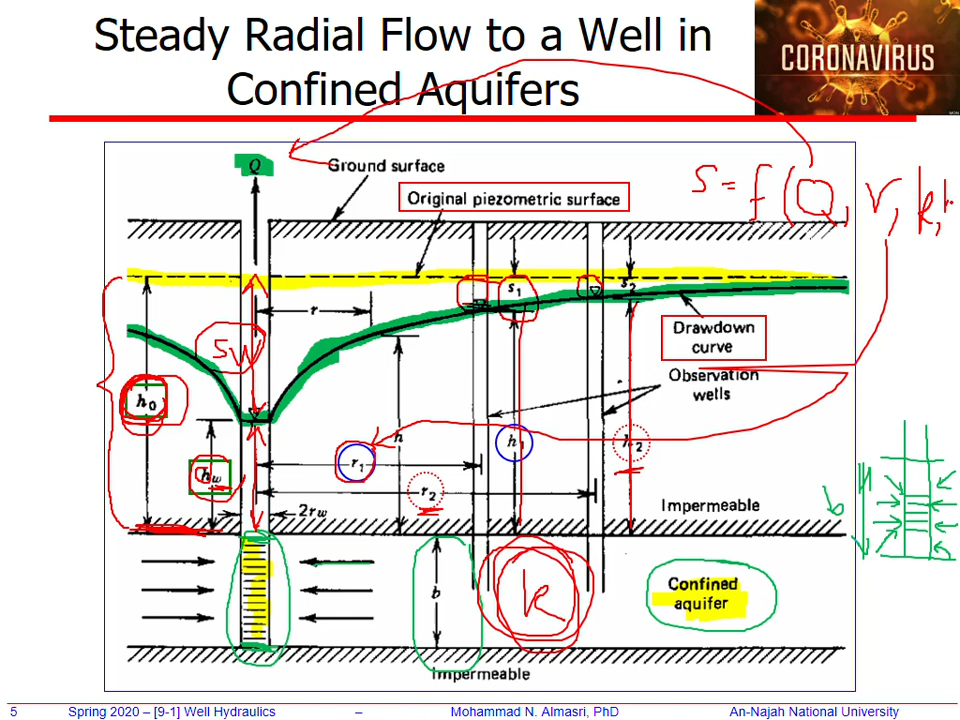 Steady Radial Flow to a Well in
Confined Aquifers
CORONAVIRUS
Q
Ground surface
Original piezometric surface
s = f(Q, r, k,
s1
s2
r
Drawdown
curve
sw
Observation
wells
h0
h
h1
h2
hw
r1
r2
2rw
Impermeable
b
b
k
Confined
aquifer
Impermeable
5 Spring 2020 – [9-1] Well Hydraulics – Mohammad N. Almasri, PhD An-Najah National University